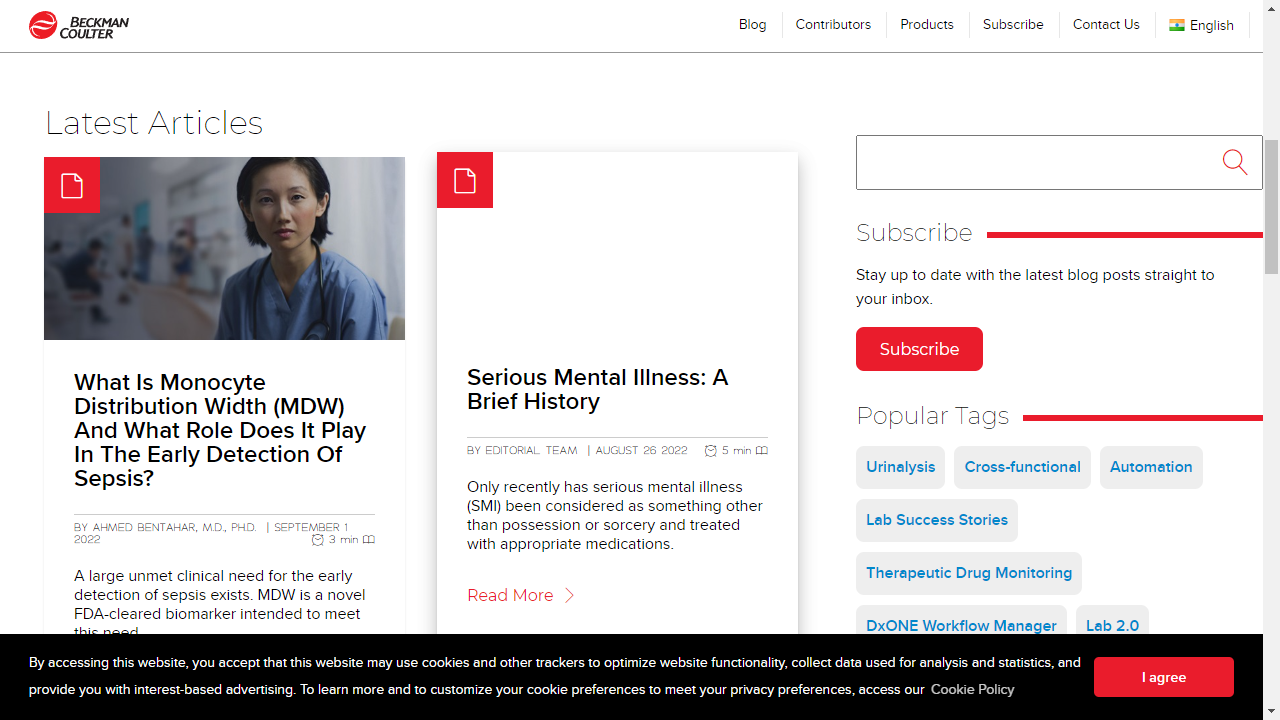 BECKMAN
COULTER
Blog
Contributors
Products
Subscribe
Contact Us
English
Latest Articles
What Is Monocyte
Distribution Width (MDW)
And What Role Does It Play
In The Early Detection Of
Sepsis?
BY AHMED BENTAHAR, M.D., PH.D. | SEPTEMBER 1
2022 3 min
A large unmet clinical need for the early
detection of sepsis exists. MDW is a novel
FDA-cleared biomarker intended to meet
this need.
Serious Mental Illness: A
Brief History
BY EDITORIAL TEAM | AUGUST 26 2022 5 min
Only recently has serious mental illness
(SMI) been considered as something other
than possession or sorcery and treated
with appropriate medications.
Read More
Subscribe
Stay up to date with the latest blog posts straight to
your inbox.
Subscribe
Popular Tags
Urinalysis
Cross-functional
Automation
Lab Success Stories
Therapeutic Drug Monitoring
DxONE Workflow Manager
Lab 2.0
By accessing this website, you accept that this website may use cookies and other trackers to optimize website functionality, collect data used for analysis and statistics, and
provide you with interest-based advertising. To learn more and to customize your cookie preferences to meet your privacy preferences, access our Cookie Policy
I agree